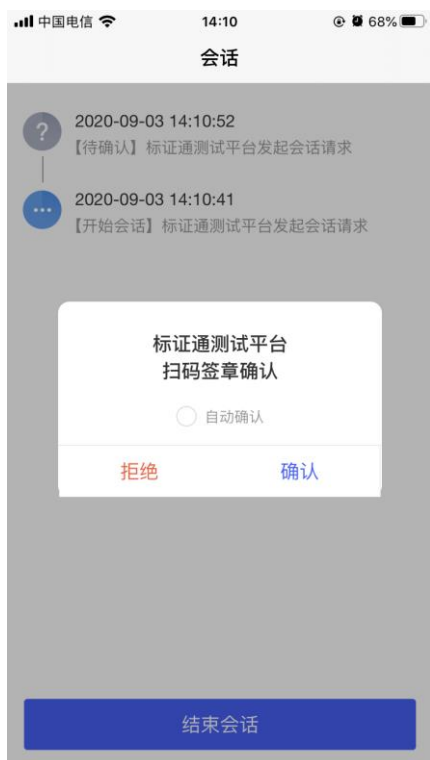 中国电信 14:10 68%
会话
?
2020-09-03 14:10:52
【待确认】标证通测试平台发起会话请求
2020-09-03 14:10:41
【开始会话】标证通测试平台发起会话请求
标证通测试平台
扫码签章确认
自动确认
拒绝 确认
结束会话